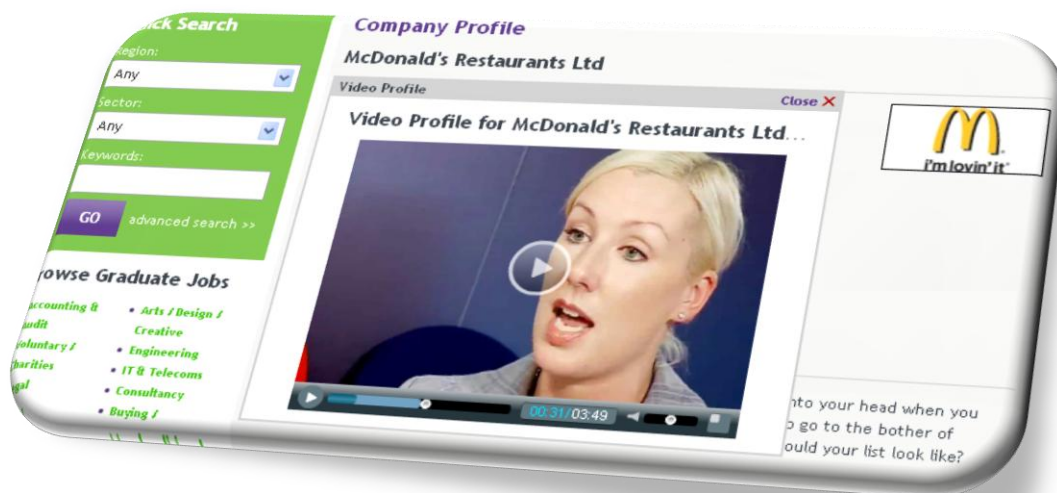 Quick Search
Region:
Any
Sector:
Any
Keywords:
GO advanced search >>
Browse Graduate Jobs
Accounting &
Audit
Voluntary /
Charities
• Arts / Design /
Creative
• Engineering
• IT & Telecoms
• Consultancy
• Buying /
Company Profile
McDonald's Restaurants Ltd
Video Profile
Close X
Video Profile for McDonald's Restaurants Ltd...
00:31/03:49
i'm lovin' it
into your head when you
go to the bother of
ould your list look like?